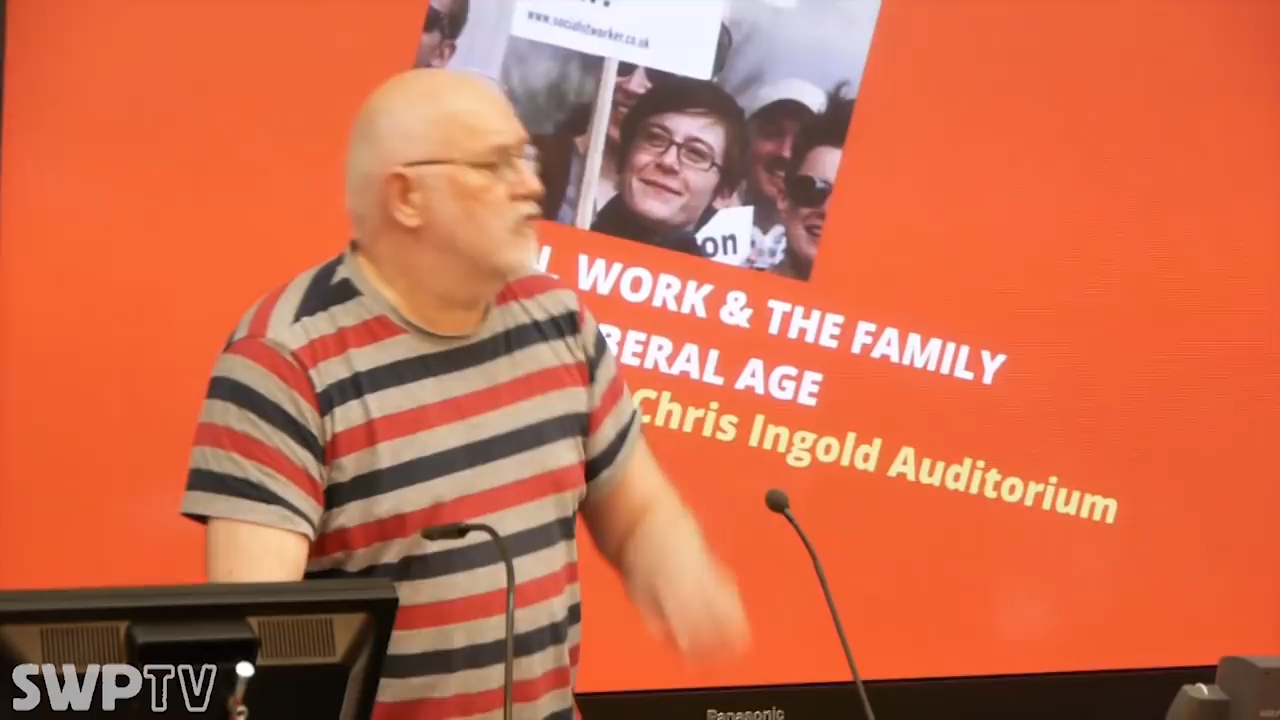 www.socialistworker.co.uk
on
WORK & THE FAMILY
BERAL AGE
Chris Ingold Auditorium
Panasonic
SWPTV